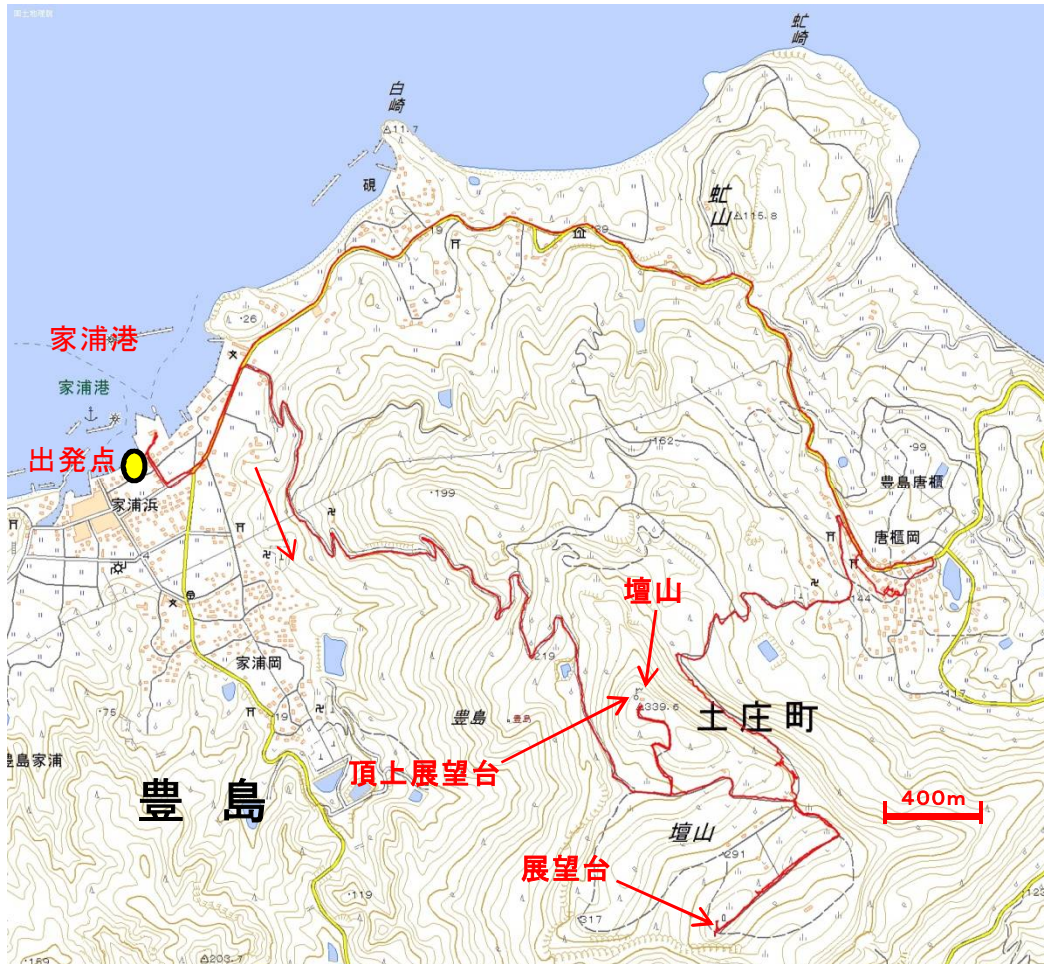 国土地理院
虻崎
白崎
11.7
硯
虻山
115.8
19
39
26
家浦港
家浦港
162
99
出発点
豊島唐櫃
199
家浦浜
唐櫃岡
4
壇山
144
219
家浦岡
117
339.6
75
19
豊島
豊島
土庄町
豊島家浦
頂上展望台
豊島
400m
壇山
291
展望台
119
317
123
203.7
159